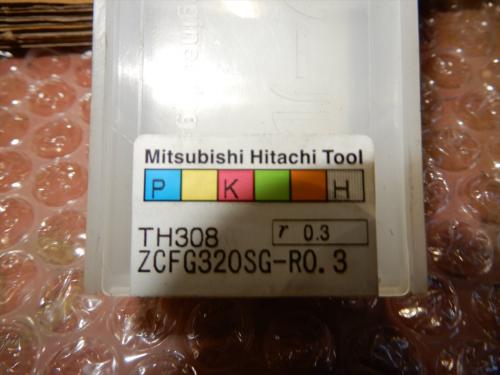 Mitsubishi Hitachi Tool
P K H
TH308 r 0.3
ZCFG320SG-R0.3